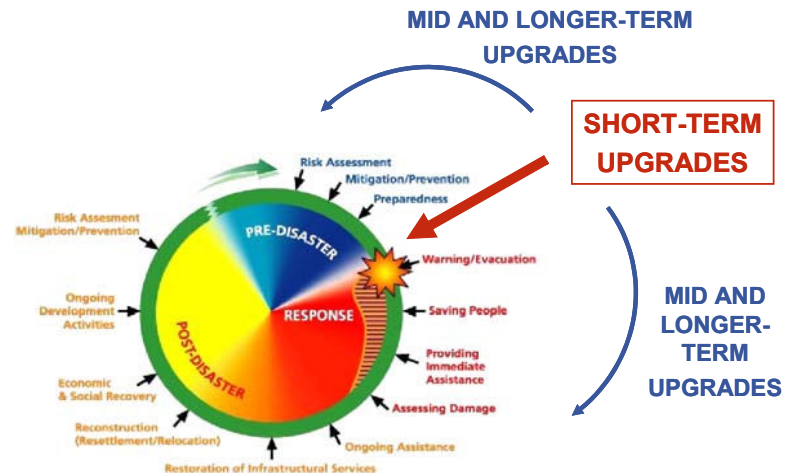 MID AND LONGER-TERM
UPGRADES
SHORT-TERM
UPGRADES
Risk Assessment
Mitigation/Prevention
Preparedness
Warning/Evacuation
Saving People
Providing
Immediate
Assistance
Assessing Damage
Ongoing Assistance
Restoration of Infrastructural Services
Reconstruction
(Resettlement/Relocation)
Economic
& Social Recovery
Ongoing
Development
Activities
Risk Assesment
Mitigation/Prevention
PRE-DISASTER
RESPONSE
POST-DISASTER
MID AND
LONGER-
TERM
UPGRADES